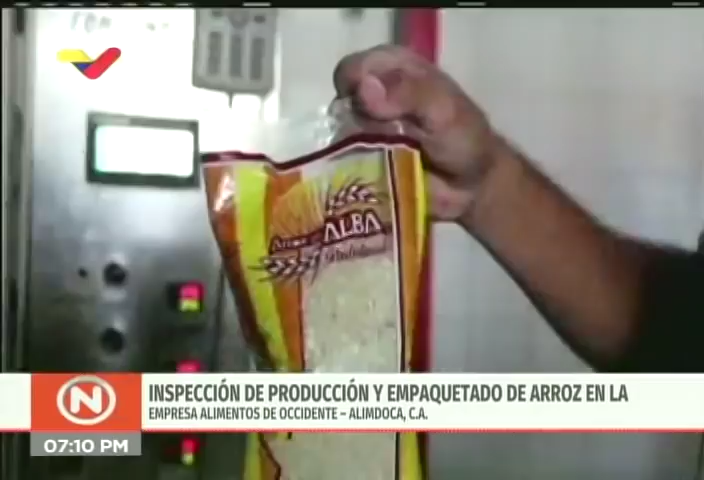 ALBA
INSPECCIÓN DE PRODUCCIÓN Y EMPAQUETADO DE ARROZ EN LA
EMPRESA ALIMENTOS DE OCCIDENTE – ALIMDOCA, C.A.
N
07:10 PM